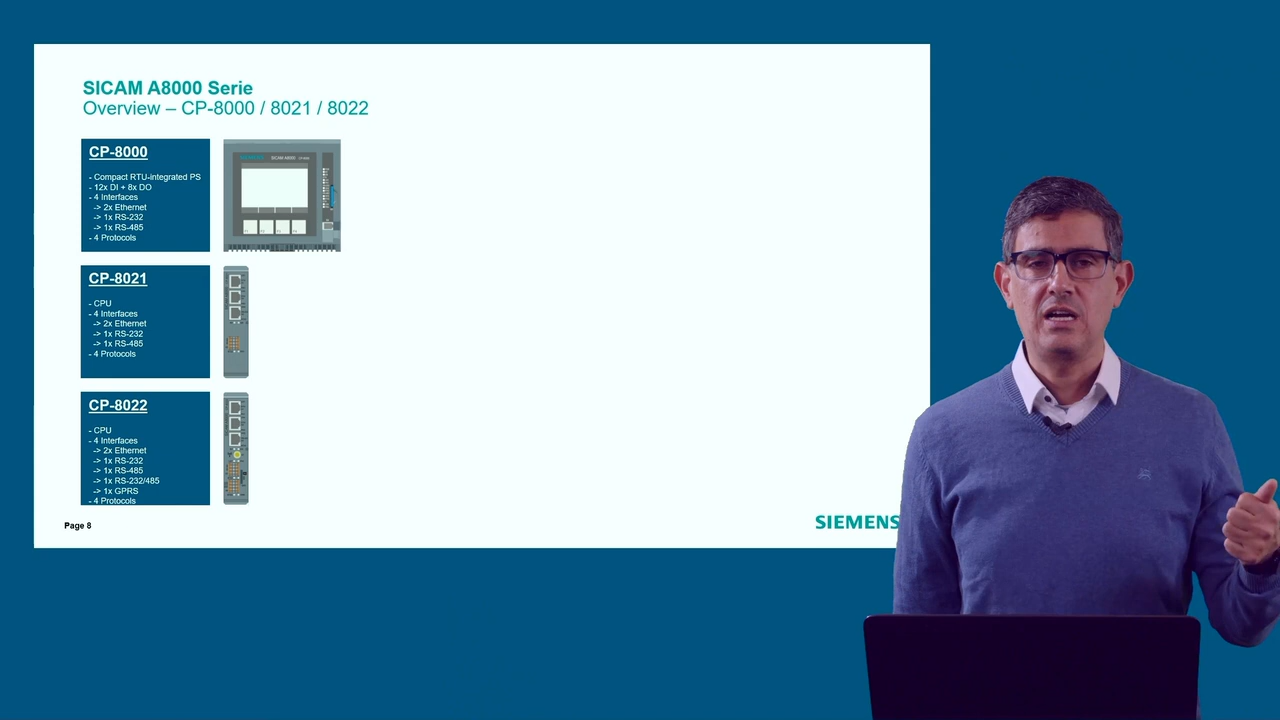 SICAM A8000 Serie
Overview – CP-8000 / 8021 / 8022
CP-8000
- Compact RTU-integrated PS
- 12x DI + 8x DO
- 4 Interfaces
-> 2x Ethernet
-> 1x RS-232
-> 1x RS-485
- 4 Protocols
SICAM A8000
CP-8021
- CPU
- 4 Interfaces
-> 2x Ethernet
-> 1x RS-232
-> 1x RS-485
- 4 Protocols
CP-8022
- CPU
- 4 Interfaces
-> 2x Ethernet
-> 1x RS-232
-> 1x RS-485
-> 1x RS-232/485
-> 1x GPRS
- 4 Protocols
Page 8
SIEMENS